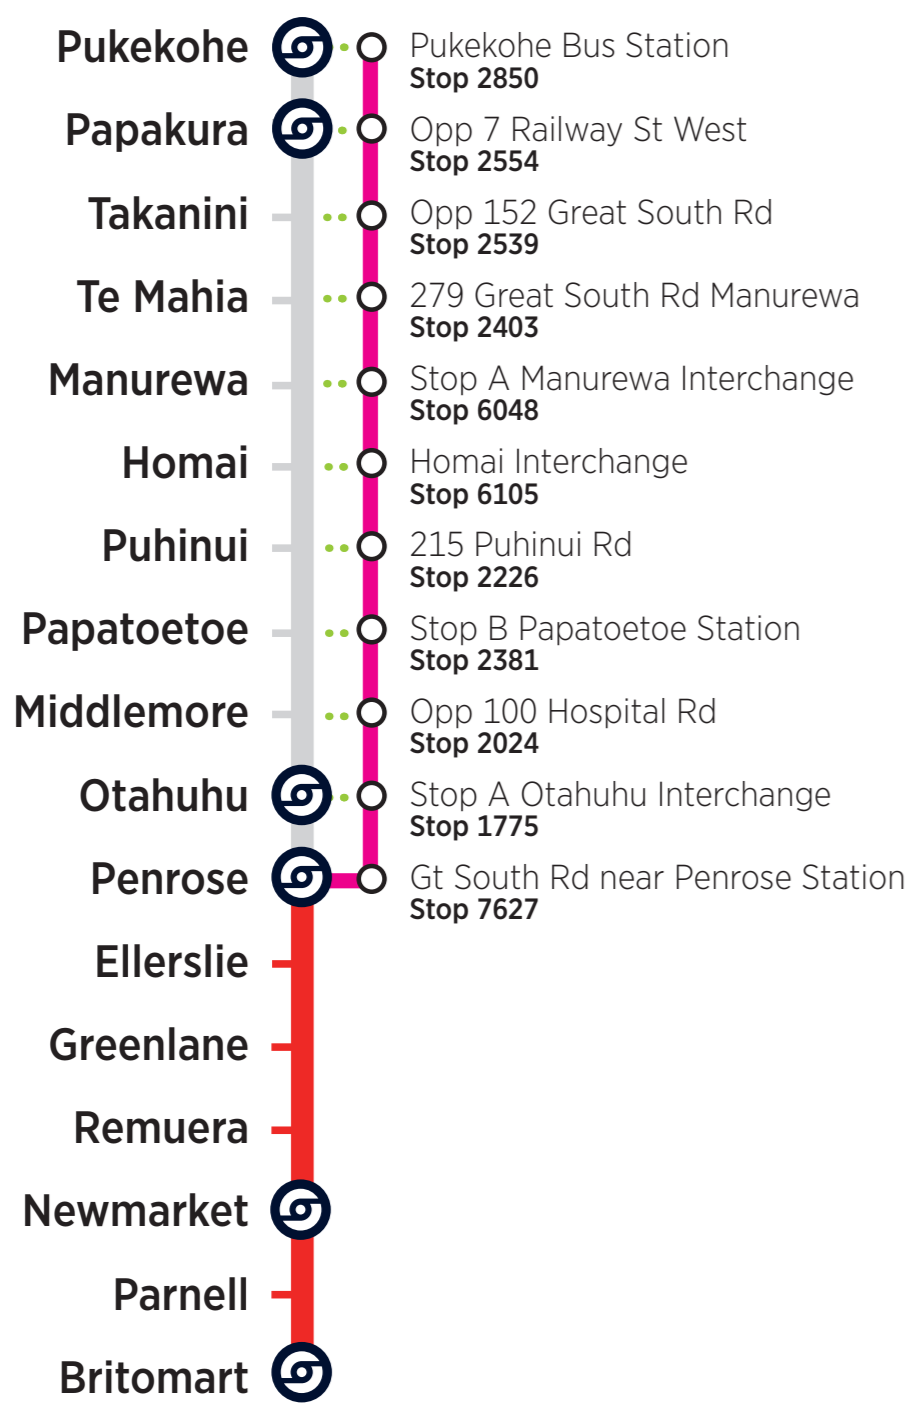 Pukekohe
Pukekohe Bus Station
Stop 2850
Papakura
Opp 7 Railway St West
Stop 2554
Takanini
Opp 152 Great South Rd
Stop 2539
Te Mahia
279 Great South Rd Manurewa
Stop 2403
Manurewa
Stop A Manurewa Interchange
Stop 6048
Homai
Homai Interchange
Stop 6105
Puhinui
215 Puhinui Rd
Stop 2226
Papatoetoe
Stop B Papatoetoe Station
Stop 2381
Middlemore
Opp 100 Hospital Rd
Stop 2024
Otahuhu
Stop A Otahuhu Interchange
Stop 1775
Penrose
Gt South Rd near Penrose Station
Stop 7627
Ellerslie
Greenlane
Remuera
Newmarket
Parnell
Britomart